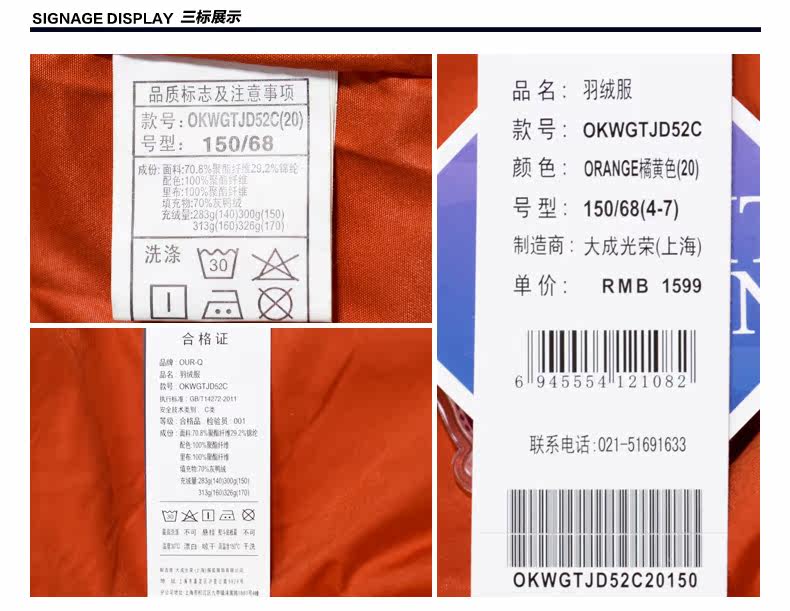 SIGNAGE DISPLAY 三标展示
品质标志及注意事项
款号: OKWGTJD52C(20)
号型: 150/68
成份: 面料:70.8%聚酯纤维29.2%锦纶
配色:100%聚酯纤维
里布:100%聚酯纤维
填充物:70%灰鸭绒
充绒量:283g(140)300g(150)
313g(160)326g(170)
洗涤
30
合格证
品牌: OUR-Q
品名: 羽绒服
款号: OKWGTJD52C
执行标准: GB/T14272-2011
安全技术类别: C类
等级: 合格品 检验员: 001
成份: 面料:70.8%聚酯纤维29.2%锦纶
配色:100%聚酯纤维
里布:100%聚酯纤维
填充物:70%灰鸭绒
充绒量:283g(140)300g(150)
313g(160)326g(170)
品名: 羽绒服
款号: OKWGTJD52C
颜色: ORANGE橘黄色(20)
号型: 150/68(4-7)
制造商: 大成光荣(上海)
单价: RMB 1599
6 945554 121082
联系电话:021-51691633
OKWGTJD52C20150